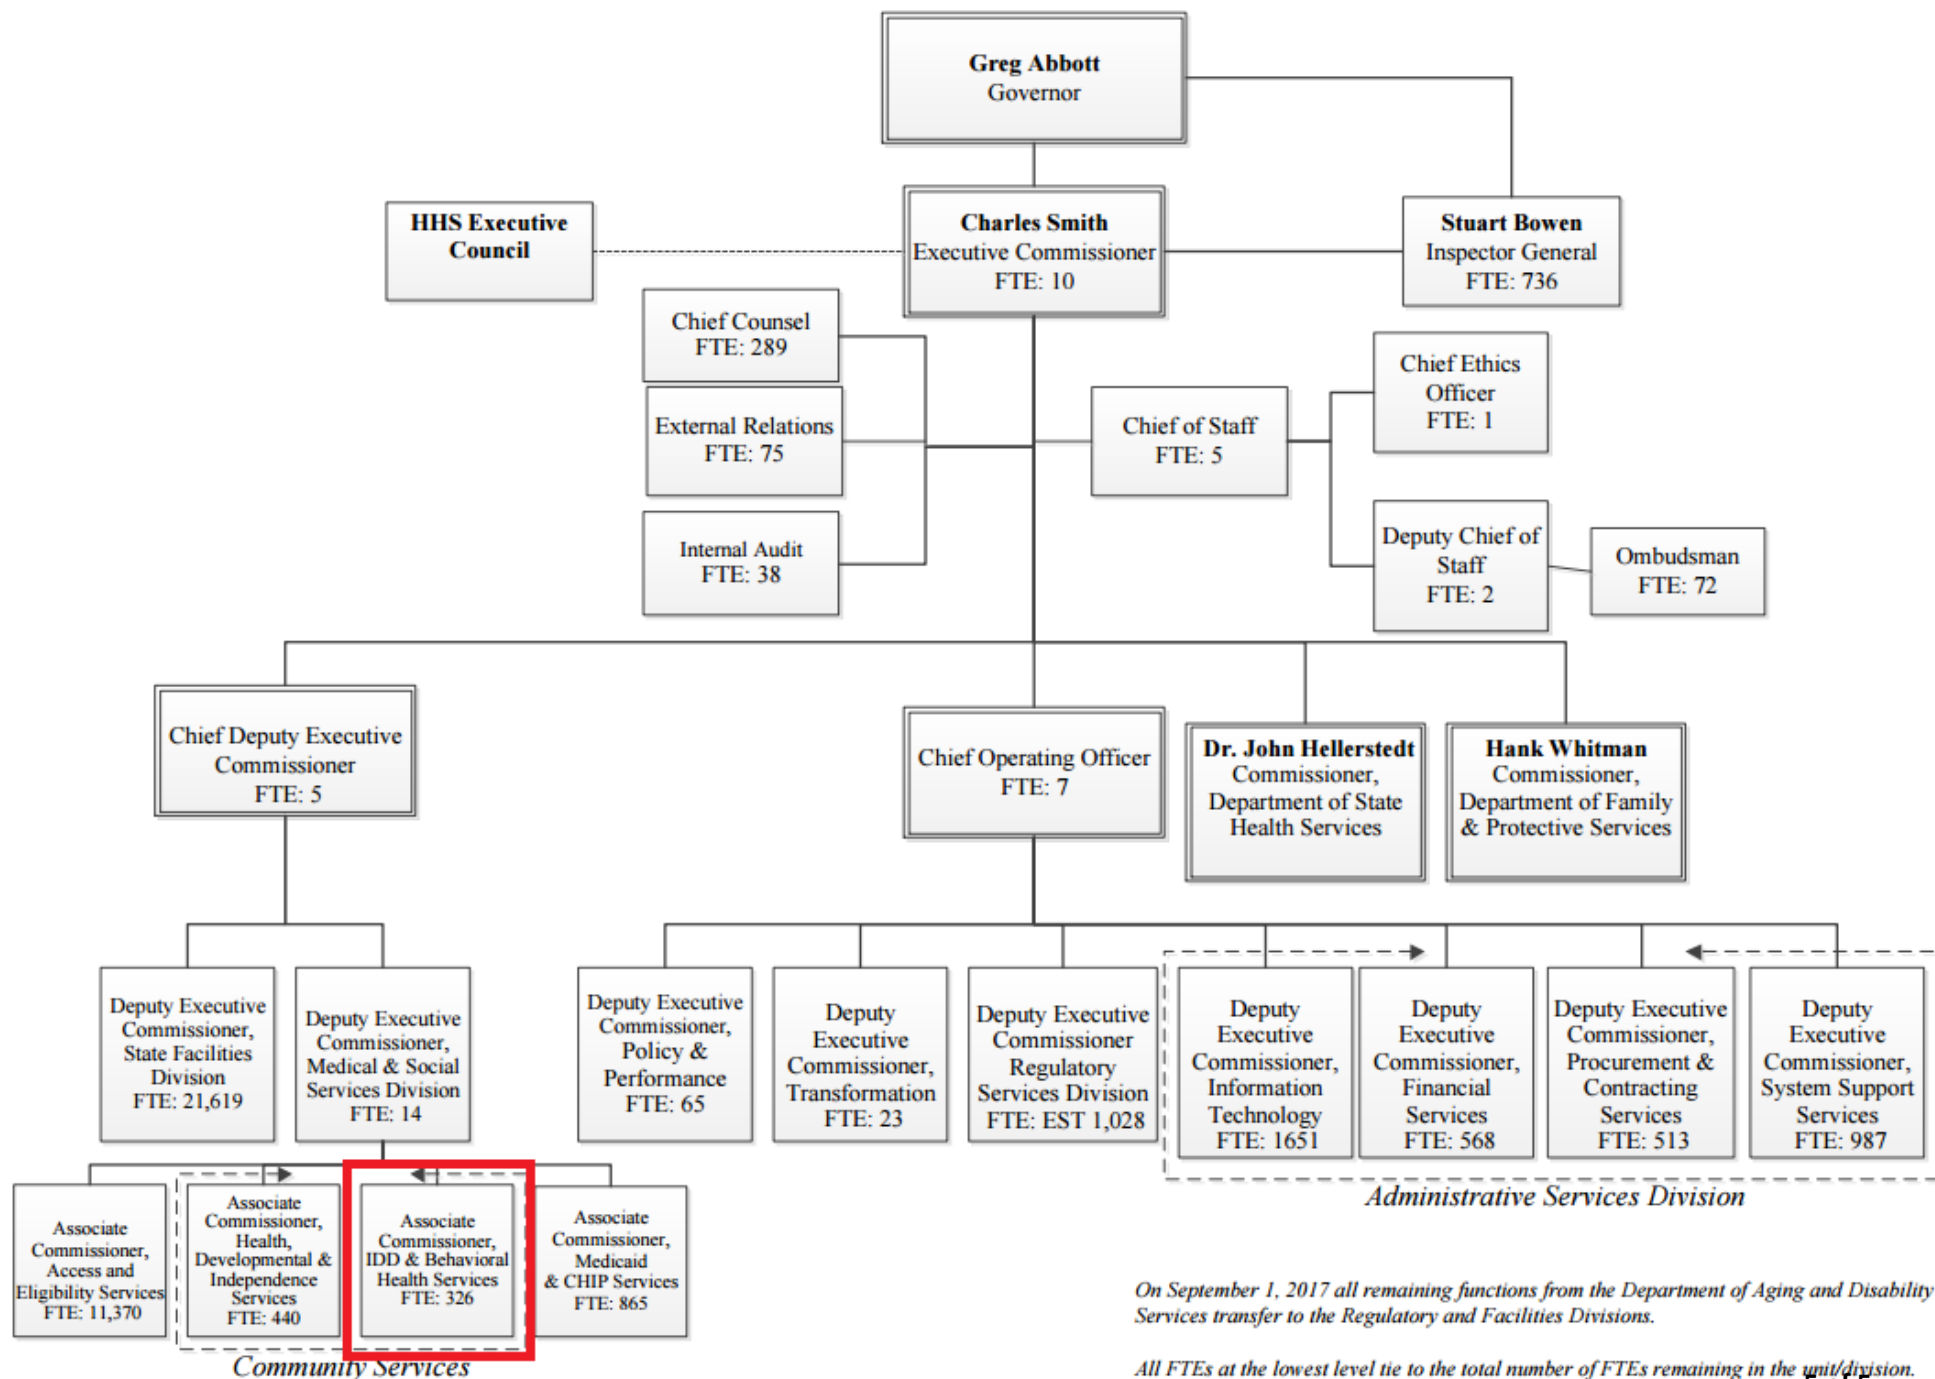 Greg Abbott
Governor
HHS Executive
Council
Charles Smith
Executive Commissioner
FTE: 10
Stuart Bowen
Inspector General
FTE: 736
Chief Counsel
FTE: 289
External Relations
FTE: 75
Internal Audit
FTE: 38
Chief of Staff
FTE: 5
Chief Ethics
Officer
FTE: 1
Deputy Chief of
Staff
FTE: 2
Ombudsman
FTE: 72
Chief Deputy Executive
Commissioner
FTE: 5
Chief Operating Officer
FTE: 7
Dr. John Hellerstedt
Commissioner,
Department of State
Health Services
Hank Whitman
Commissioner,
Department of Family
& Protective Services
Deputy Executive
Commissioner,
State Facilities
Division
FTE: 21,619
Deputy Executive
Commissioner,
Medical & Social
Services Division
FTE: 14
Deputy Executive
Commissioner,
Policy &
Performance
FTE: 65
Deputy
Executive
Commissioner,
Transformation
FTE: 23
Deputy Executive
Commissioner
Regulatory
Services Division
FTE: EST 1,028
Deputy
Executive
Commissioner,
Information
Technology
FTE: 1651
Deputy
Executive
Commissioner,
Financial
Services
FTE: 568
Deputy Executive
Commissioner,
Procurement &
Contracting
Services
FTE: 513
Deputy
Executive
Commissioner,
System Support
Services
FTE: 987
Administrative Services Division
Associate
Commissioner,
Access and
Eligibility Services
FTE: 11,370
Associate
Commissioner,
Health,
Developmental &
Independence
Services
FTE: 440
Associate
Commissioner,
IDD & Behavioral
Health Services
FTE: 326
Associate
Commissioner,
Medicaid
& CHIP Services
FTE: 865
Community Services
On September 1, 2017 all remaining functions from the Department of Aging and Disability
Services transfer to the Regulatory and Facilities Divisions.
All FTEs at the lowest level tie to the total number of FTEs remaining in the unit/division.